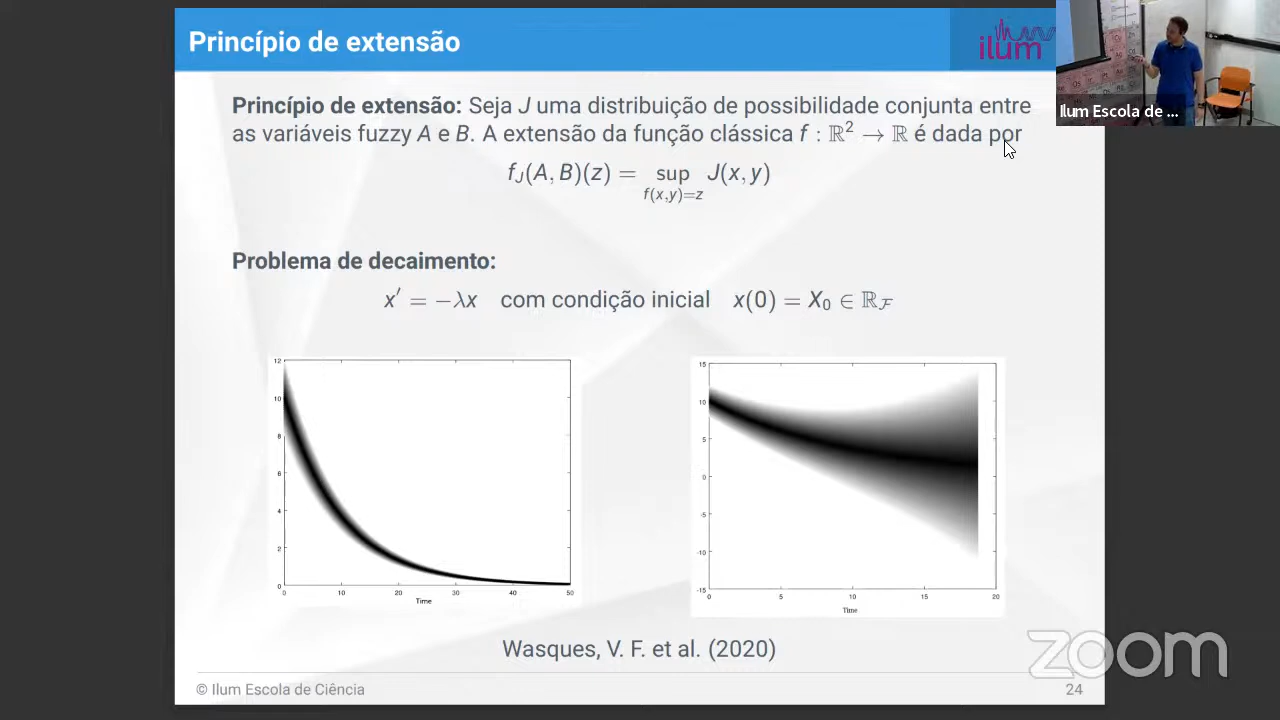 Princípio de extensão
ilum
Ilum Escola de ...
Princípio de extensão: Seja J uma distribuição de possibilidade conjunta entre
as variáveis fuzzy A e B. A extensão da função clássica f : ℝ² → ℝ é dada por
f_J(A, B)(z) = sup J(x, y)
f(x,y)=z
Problema de decaimento:
x′ = −λx com condição inicial x(0) = X₀ ∈ ℝ_𝓕
12
10
8
6
4
2
0
0 10 20 30 40 50
Time
15
10
5
0
-5
-10
-15
0 5 10 15 20
Time
Wasques, V. F. et al. (2020)
zoom
© Ilum Escola de Ciência
24